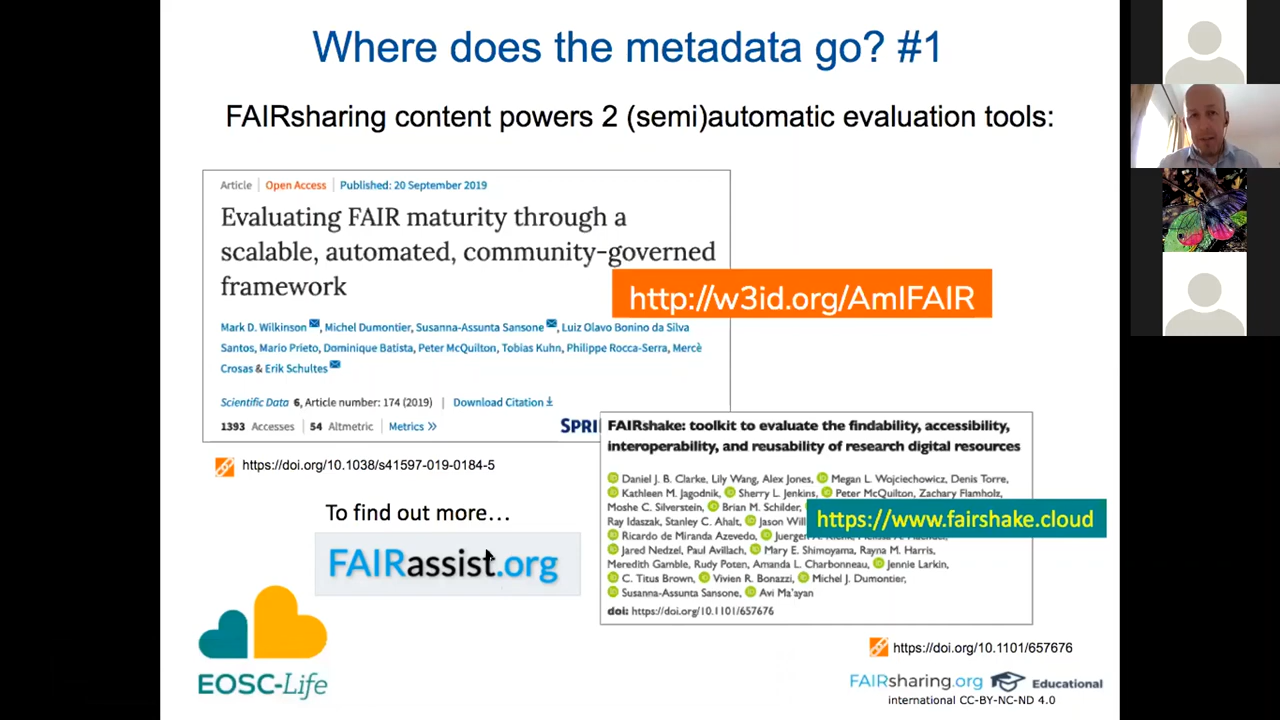 Where does the metadata go? #1
FAIRsharing content powers 2 (semi)automatic evaluation tools:
Article | Open Access | Published: 20 September 2019
Evaluating FAIR maturity through a
scalable, automated, community-governed
framework
http://w3id.org/AmIFAIR
Mark D. Wilkinson, Michel Dumontier, Susanna-Assunta Sansone, Luiz Olavo Bonino da Silva
Santos, Mario Prieto, Dominique Batista, Peter McQuilton, Tobias Kuhn, Philippe Rocca-Serra, Mercè
Crosas & Erik Schultes
Scientific Data 6, Article number: 174 (2019) | Download Citation
1393 Accesses | 54 Altmetric | Metrics »
https://doi.org/10.1038/s41597-019-0184-5
FAIRshake: toolkit to evaluate the findability, accessibility,
interoperability, and reusability of research digital resources
Daniel J. B. Clarke, Lily Wang, Alex Jones, Megan L. Wojciechowicz, Denis Torre,
Kathleen M. Jagodnik, Sherry L. Jenkins, Peter McQuilton, Zachary Flamholz,
Moshe C. Silverstein, Brian M. Schilder,
Ray Idaszak, Stanley C. Ahalt, Jason
https://www.fairshake.cloud
Ricardo de Miranda Azevedo,
Jared Nedzel, Paul Avillach, Mary E. Shimoyama, Rayna M. Harris,
Meredith Gamble, Rudy Poten, Amanda L. Charbonneau, Jennie Larkin,
C. Titus Brown, Vivien R. Bonazzi, Michel J. Dumontier,
Susanna-Assunta Sansone, Avi Ma'ayan
doi: https://doi.org/10.1101/657676
To find out more…
FAIRassist.org
https://doi.org/10.1101/657676
EOSC-Life
FAIRsharing.org Educational
international CC-BY-NC-ND 4.0